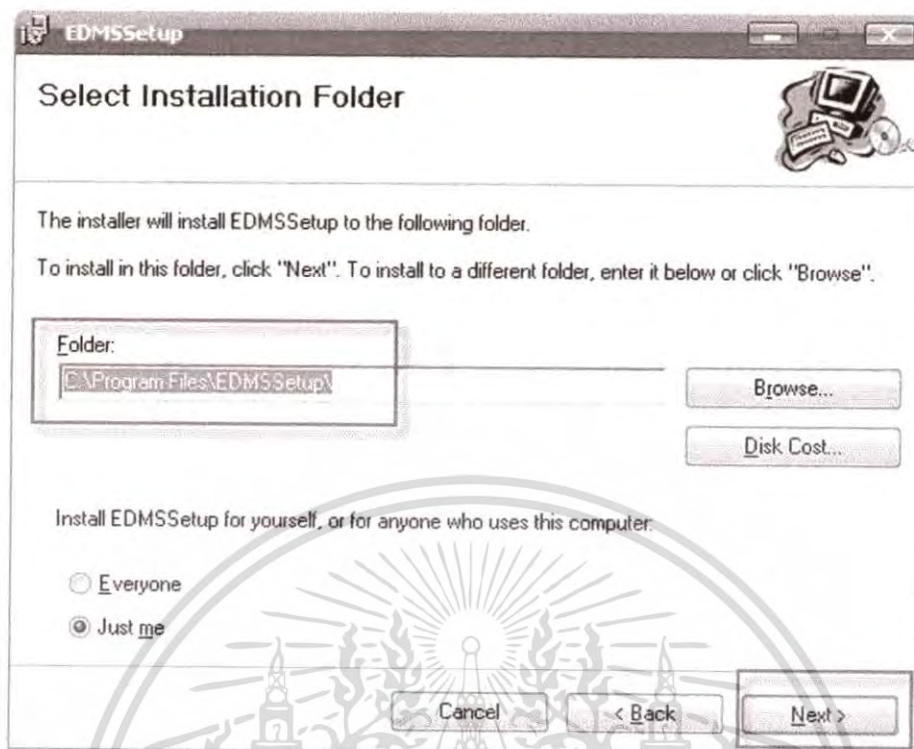 EDMSSetup
Select Installation Folder
The installer will install EDMSSetup to the following folder.
To install in this folder, click "Next". To install to a different folder, enter it below or click "Browse".
Folder:
C:\Program Files\EDMSSetup\
Browse...
Disk Cost...
Install EDMSSetup for yourself, or for anyone who uses this computer:
Everyone
Just me
Cancel
< Back
Next >